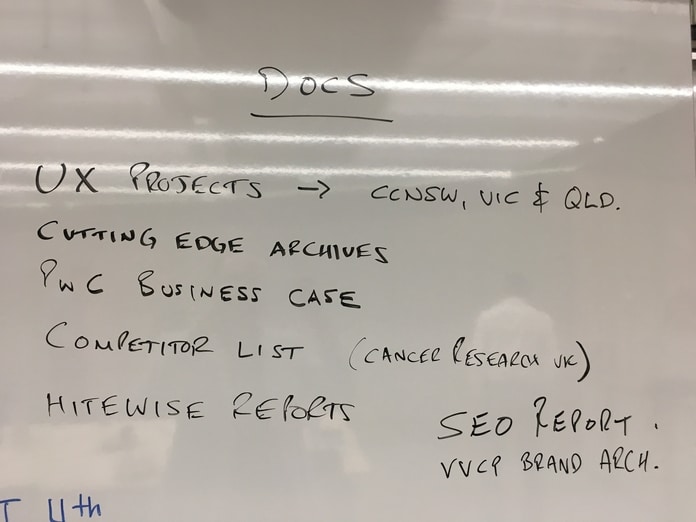 DOCS
UX PROJECTS → CCNSW, VIC & QLD.
CUTTING EDGE ARCHIVES
PWC BUSINESS CASE
COMPETITOR LIST (CANCER RESEARCH UK)
HITEWISE REPORTS
SEO REPORT.
VVCP BRAND ARCH.
T 4th